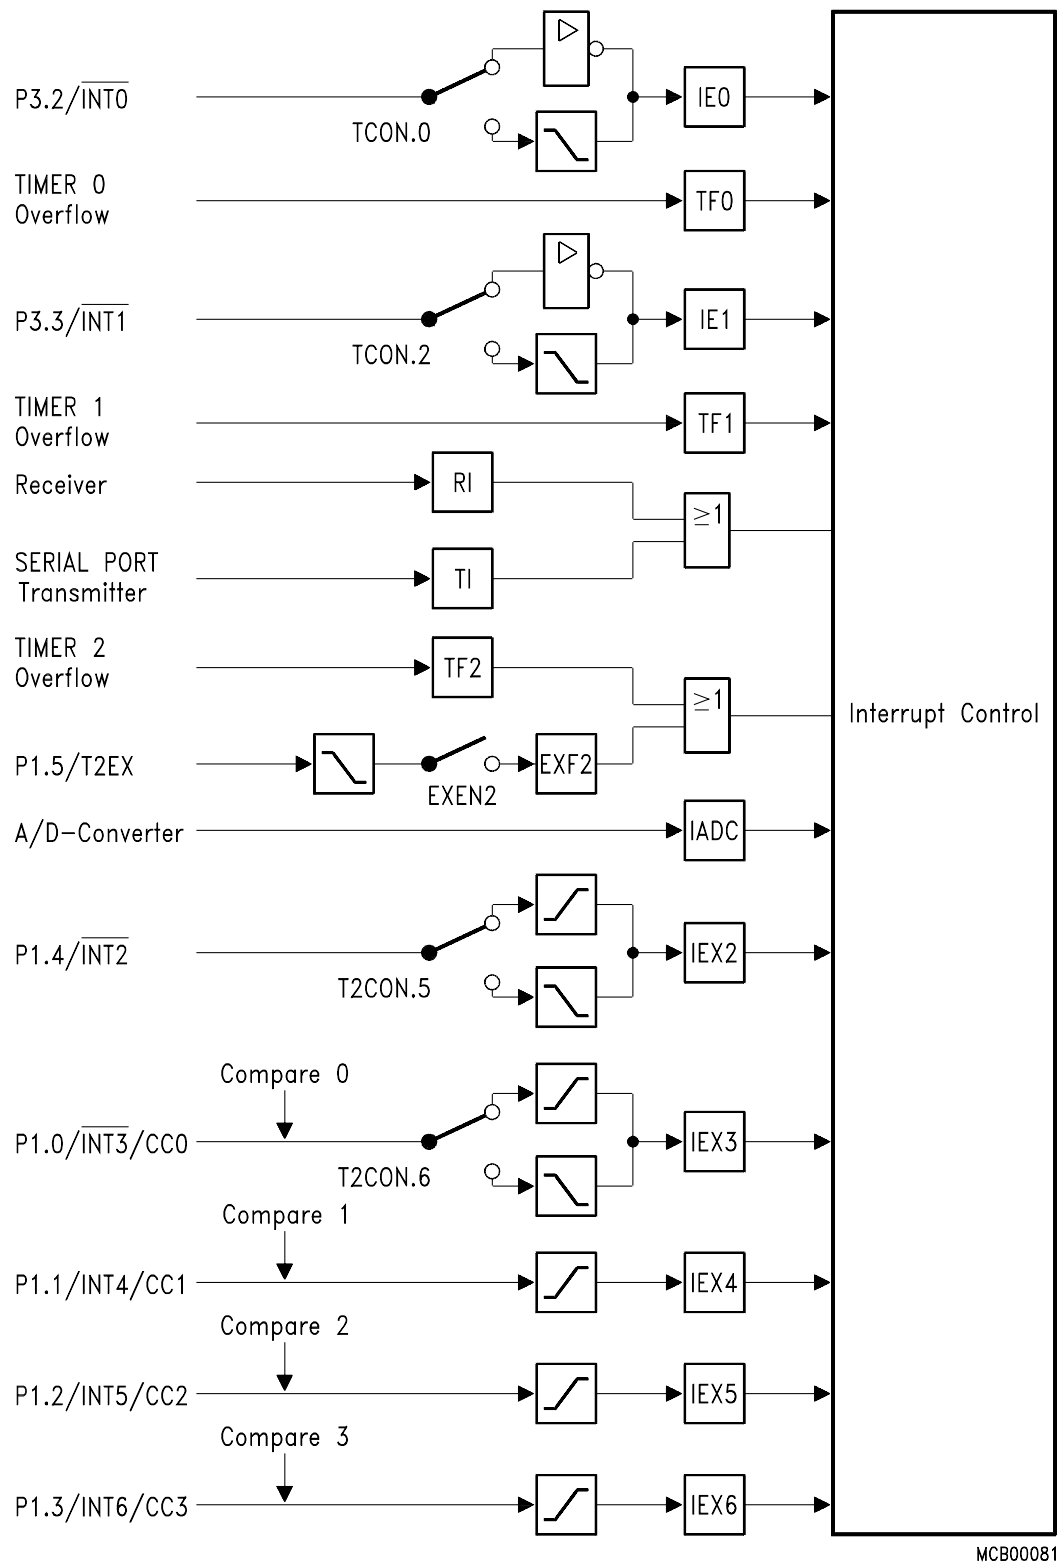 P3.2/INT0
TCON.0
IE0
TIMER 0
Overflow
TF0
P3.3/INT1
TCON.2
IE1
TIMER 1
Overflow
TF1
Receiver
RI
≥1
SERIAL PORT
Transmitter
TI
TIMER 2
Overflow
TF2
≥1
Interrupt Control
P1.5/T2EX
EXEN2
EXF2
A/D-Converter
IADC
P1.4/INT2
T2CON.5
IEX2
Compare 0
P1.0/INT3/CC0
T2CON.6
IEX3
Compare 1
P1.1/INT4/CC1
IEX4
Compare 2
P1.2/INT5/CC2
IEX5
Compare 3
P1.3/INT6/CC3
IEX6
MCB00081